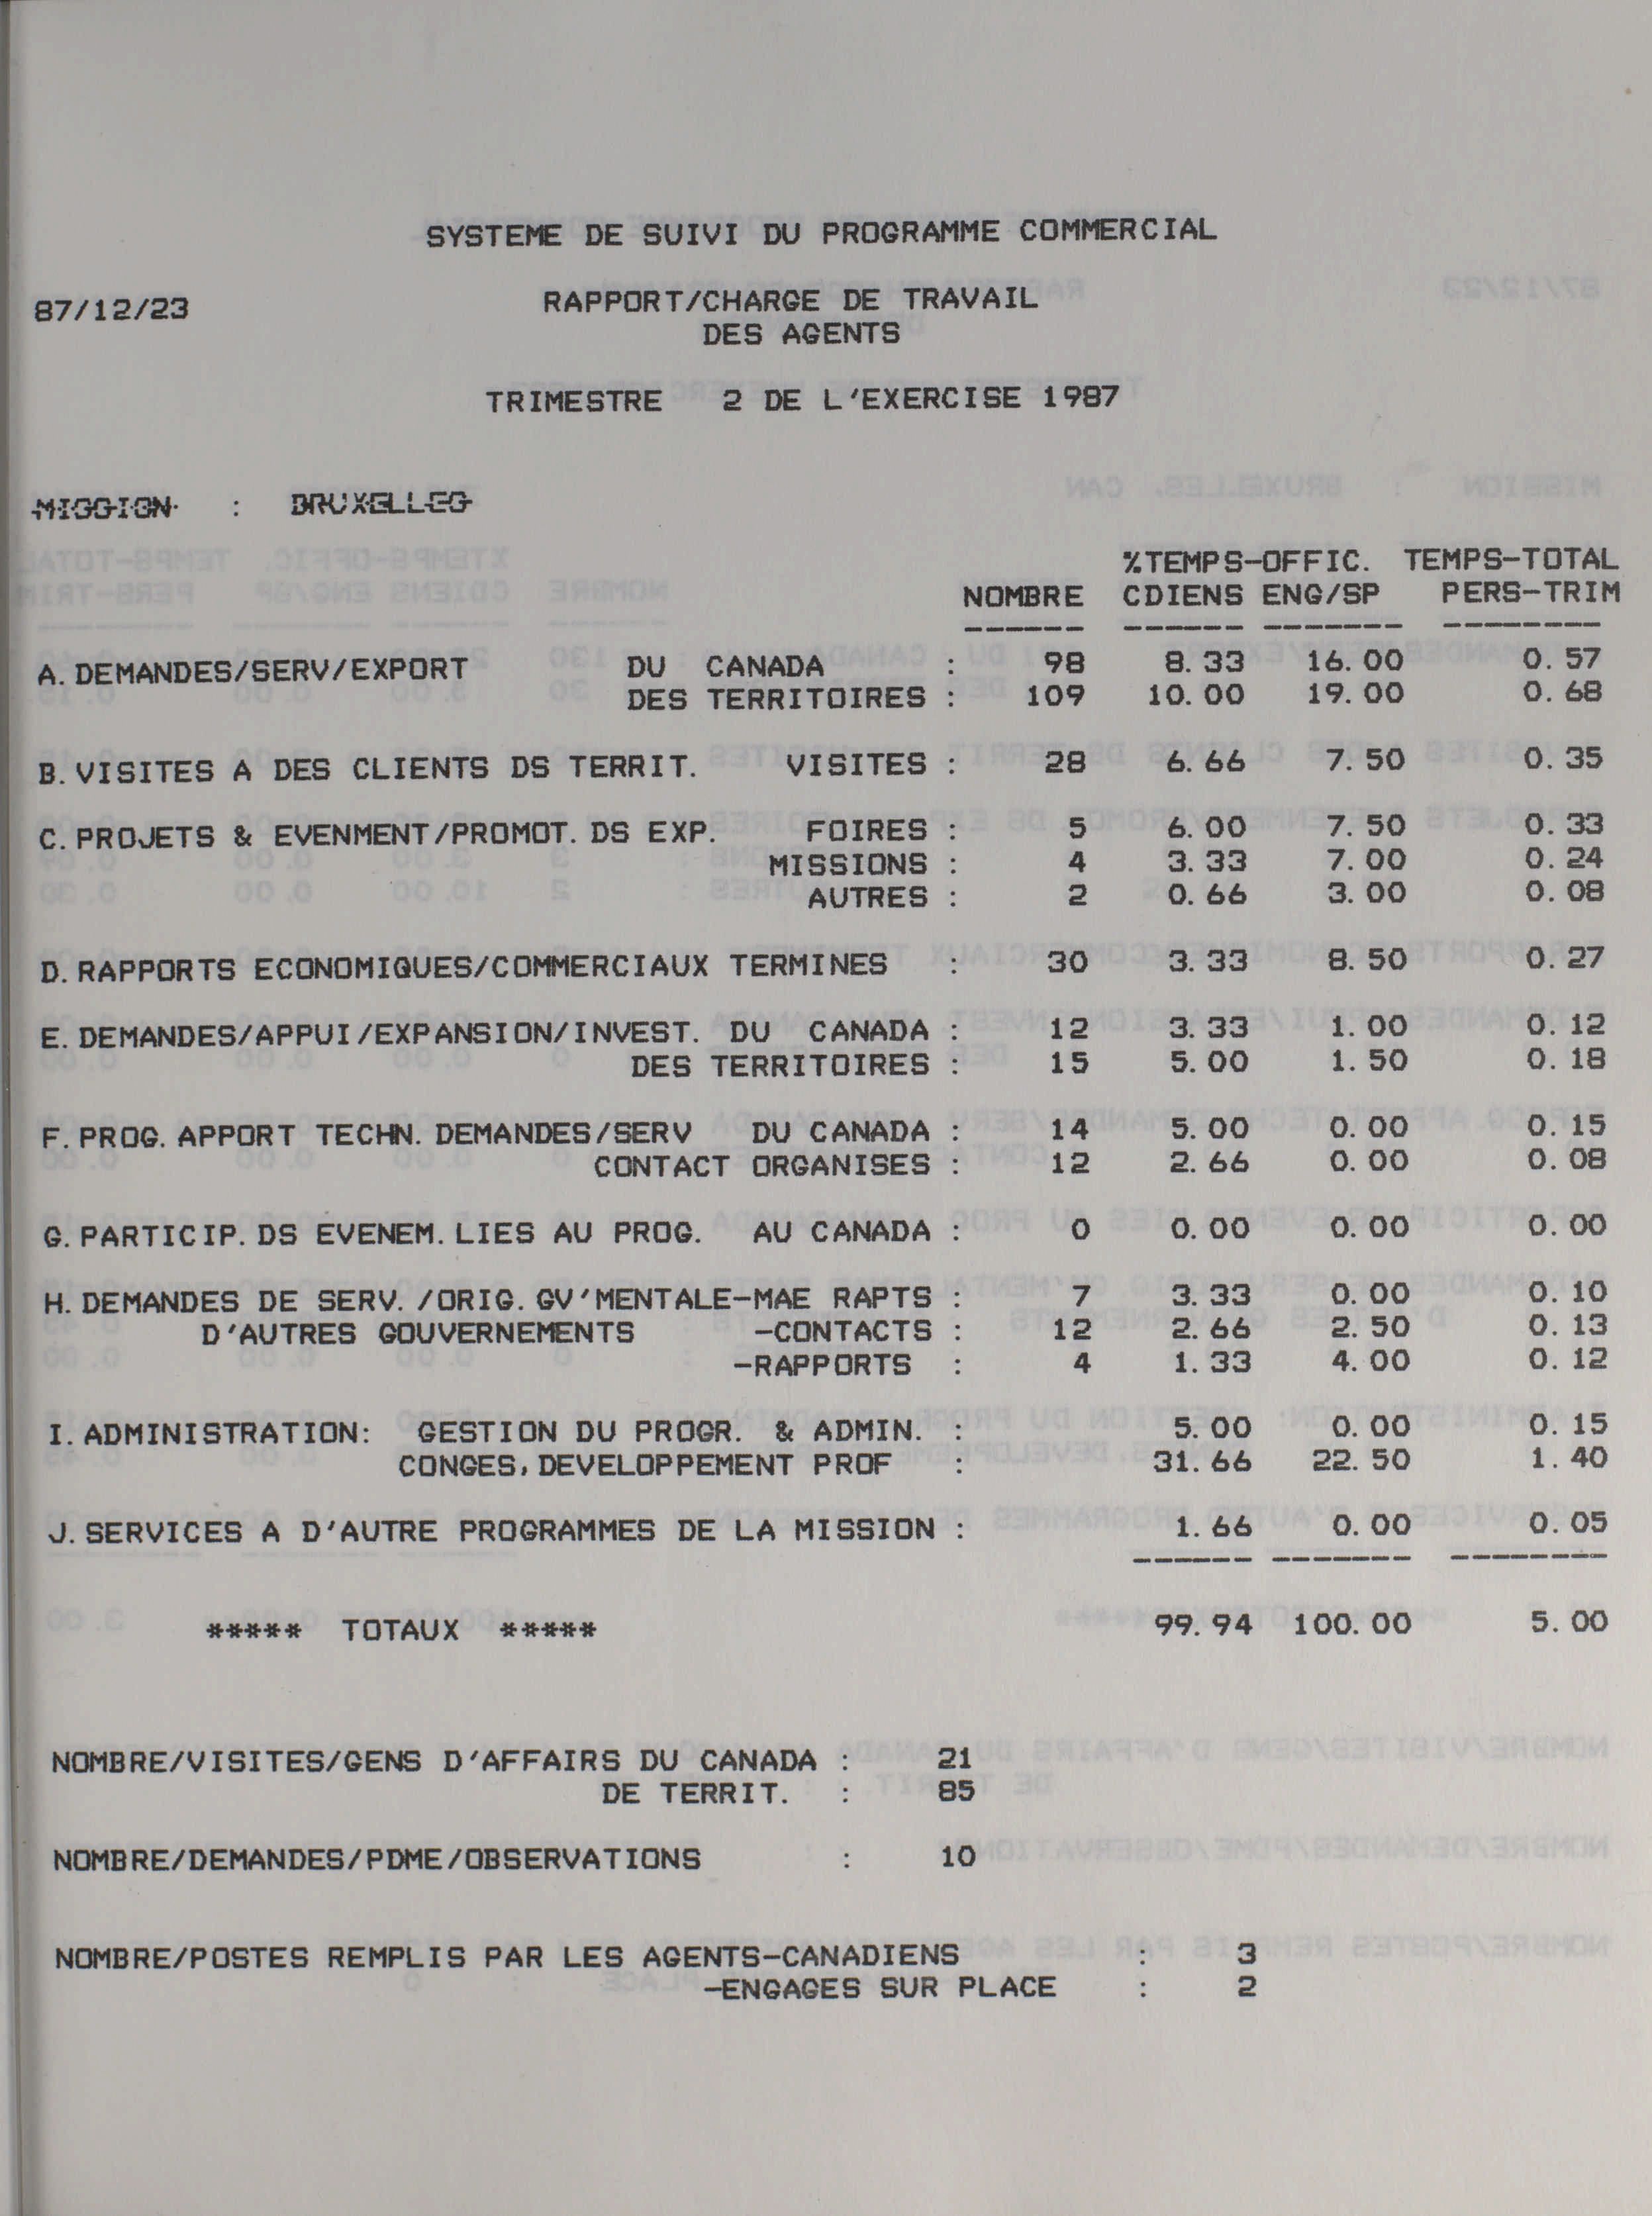 SYSTEME DE SUIVI DU PROGRAMME COMMERCIAL
87/12/23 RAPPORT/CHARGE DE TRAVAIL
DES AGENTS
TRIMESTRE 2 DE L'EXERCISE 1987
MISSION : BRUXELLES
%TEMPS-OFFIC. TEMPS-TOTAL
NOMBRE CDIENS ENG/SP PERS-TRIM
------ ------ ------- --------
A. DEMANDES/SERV/EXPORT DU CANADA : 98 8.33 16.00 0.57
DES TERRITOIRES : 109 10.00 19.00 0.68
B. VISITES A DES CLIENTS DS TERRIT. VISITES : 28 6.66 7.50 0.35
C. PROJETS & EVENMENT/PROMOT. DS EXP. FOIRES : 5 6.00 7.50 0.33
MISSIONS : 4 3.33 7.00 0.24
AUTRES : 2 0.66 3.00 0.08
D. RAPPORTS ECONOMIQUES/COMMERCIAUX TERMINES : 30 3.33 8.50 0.27
E. DEMANDES/APPUI/EXPANSION/INVEST. DU CANADA : 12 3.33 1.00 0.12
DES TERRITOIRES : 15 5.00 1.50 0.18
F. PROG. APPORT TECHN. DEMANDES/SERV DU CANADA : 14 5.00 0.00 0.15
CONTACT ORGANISES : 12 2.66 0.00 0.08
G. PARTICIP. DS EVENEM. LIES AU PROG. AU CANADA : 0 0.00 0.00 0.00
H. DEMANDES DE SERV. /ORIG. GV'MENTALE-MAE RAPTS : 7 3.33 0.00 0.10
D'AUTRES GOUVERNEMENTS -CONTACTS : 12 2.66 2.50 0.13
-RAPPORTS : 4 1.33 4.00 0.12
I. ADMINISTRATION: GESTION DU PROGR. & ADMIN. : 5.00 0.00 0.15
CONGES, DEVELOPPEMENT PROF : 31.66 22.50 1.40
J. SERVICES A D'AUTRE PROGRAMMES DE LA MISSION : 1.66 0.00 0.05
------ ------- --------
***** TOTAUX ***** 99.94 100.00 5.00
NOMBRE/VISITES/GENS D'AFFAIRS DU CANADA : 21
DE TERRIT. : 85
NOMBRE/DEMANDES/PDME/OBSERVATIONS : 10
NOMBRE/POSTES REMPLIS PAR LES AGENTS-CANADIENS : 3
-ENGAGES SUR PLACE : 2